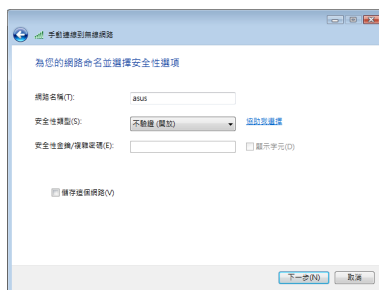 手動連線到無線網路
為您的網路命名並選擇安全性選項
網路名稱(T):
asus
安全性類型(S):
不驗證 (開放)
協助我選擇
安全性金鑰/複雜密碼(E):
顯示字元(D)
儲存這個網路(V)
下一步(N)
取消